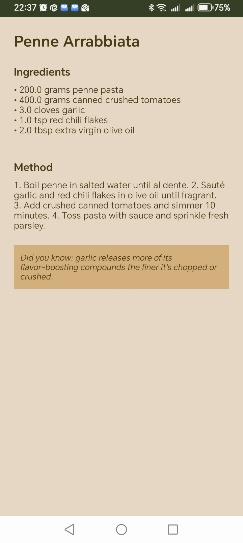 22:37
75%
Penne Arrabbiata
Ingredients
• 200.0 grams penne pasta
• 400.0 grams canned crushed tomatoes
• 3.0 cloves garlic
• 1.0 tsp red chili flakes
• 2.0 tbsp extra virgin olive oil
Method
1. Boil penne in salted water until al dente. 2. Sauté
garlic and red chili flakes in olive oil until fragrant.
3. Add crushed canned tomatoes and simmer 10
minutes. 4. Toss pasta with sauce and sprinkle fresh
parsley.
Did you know: garlic releases more of its
flavor-boosting compounds the finer it's chopped or
crushed.